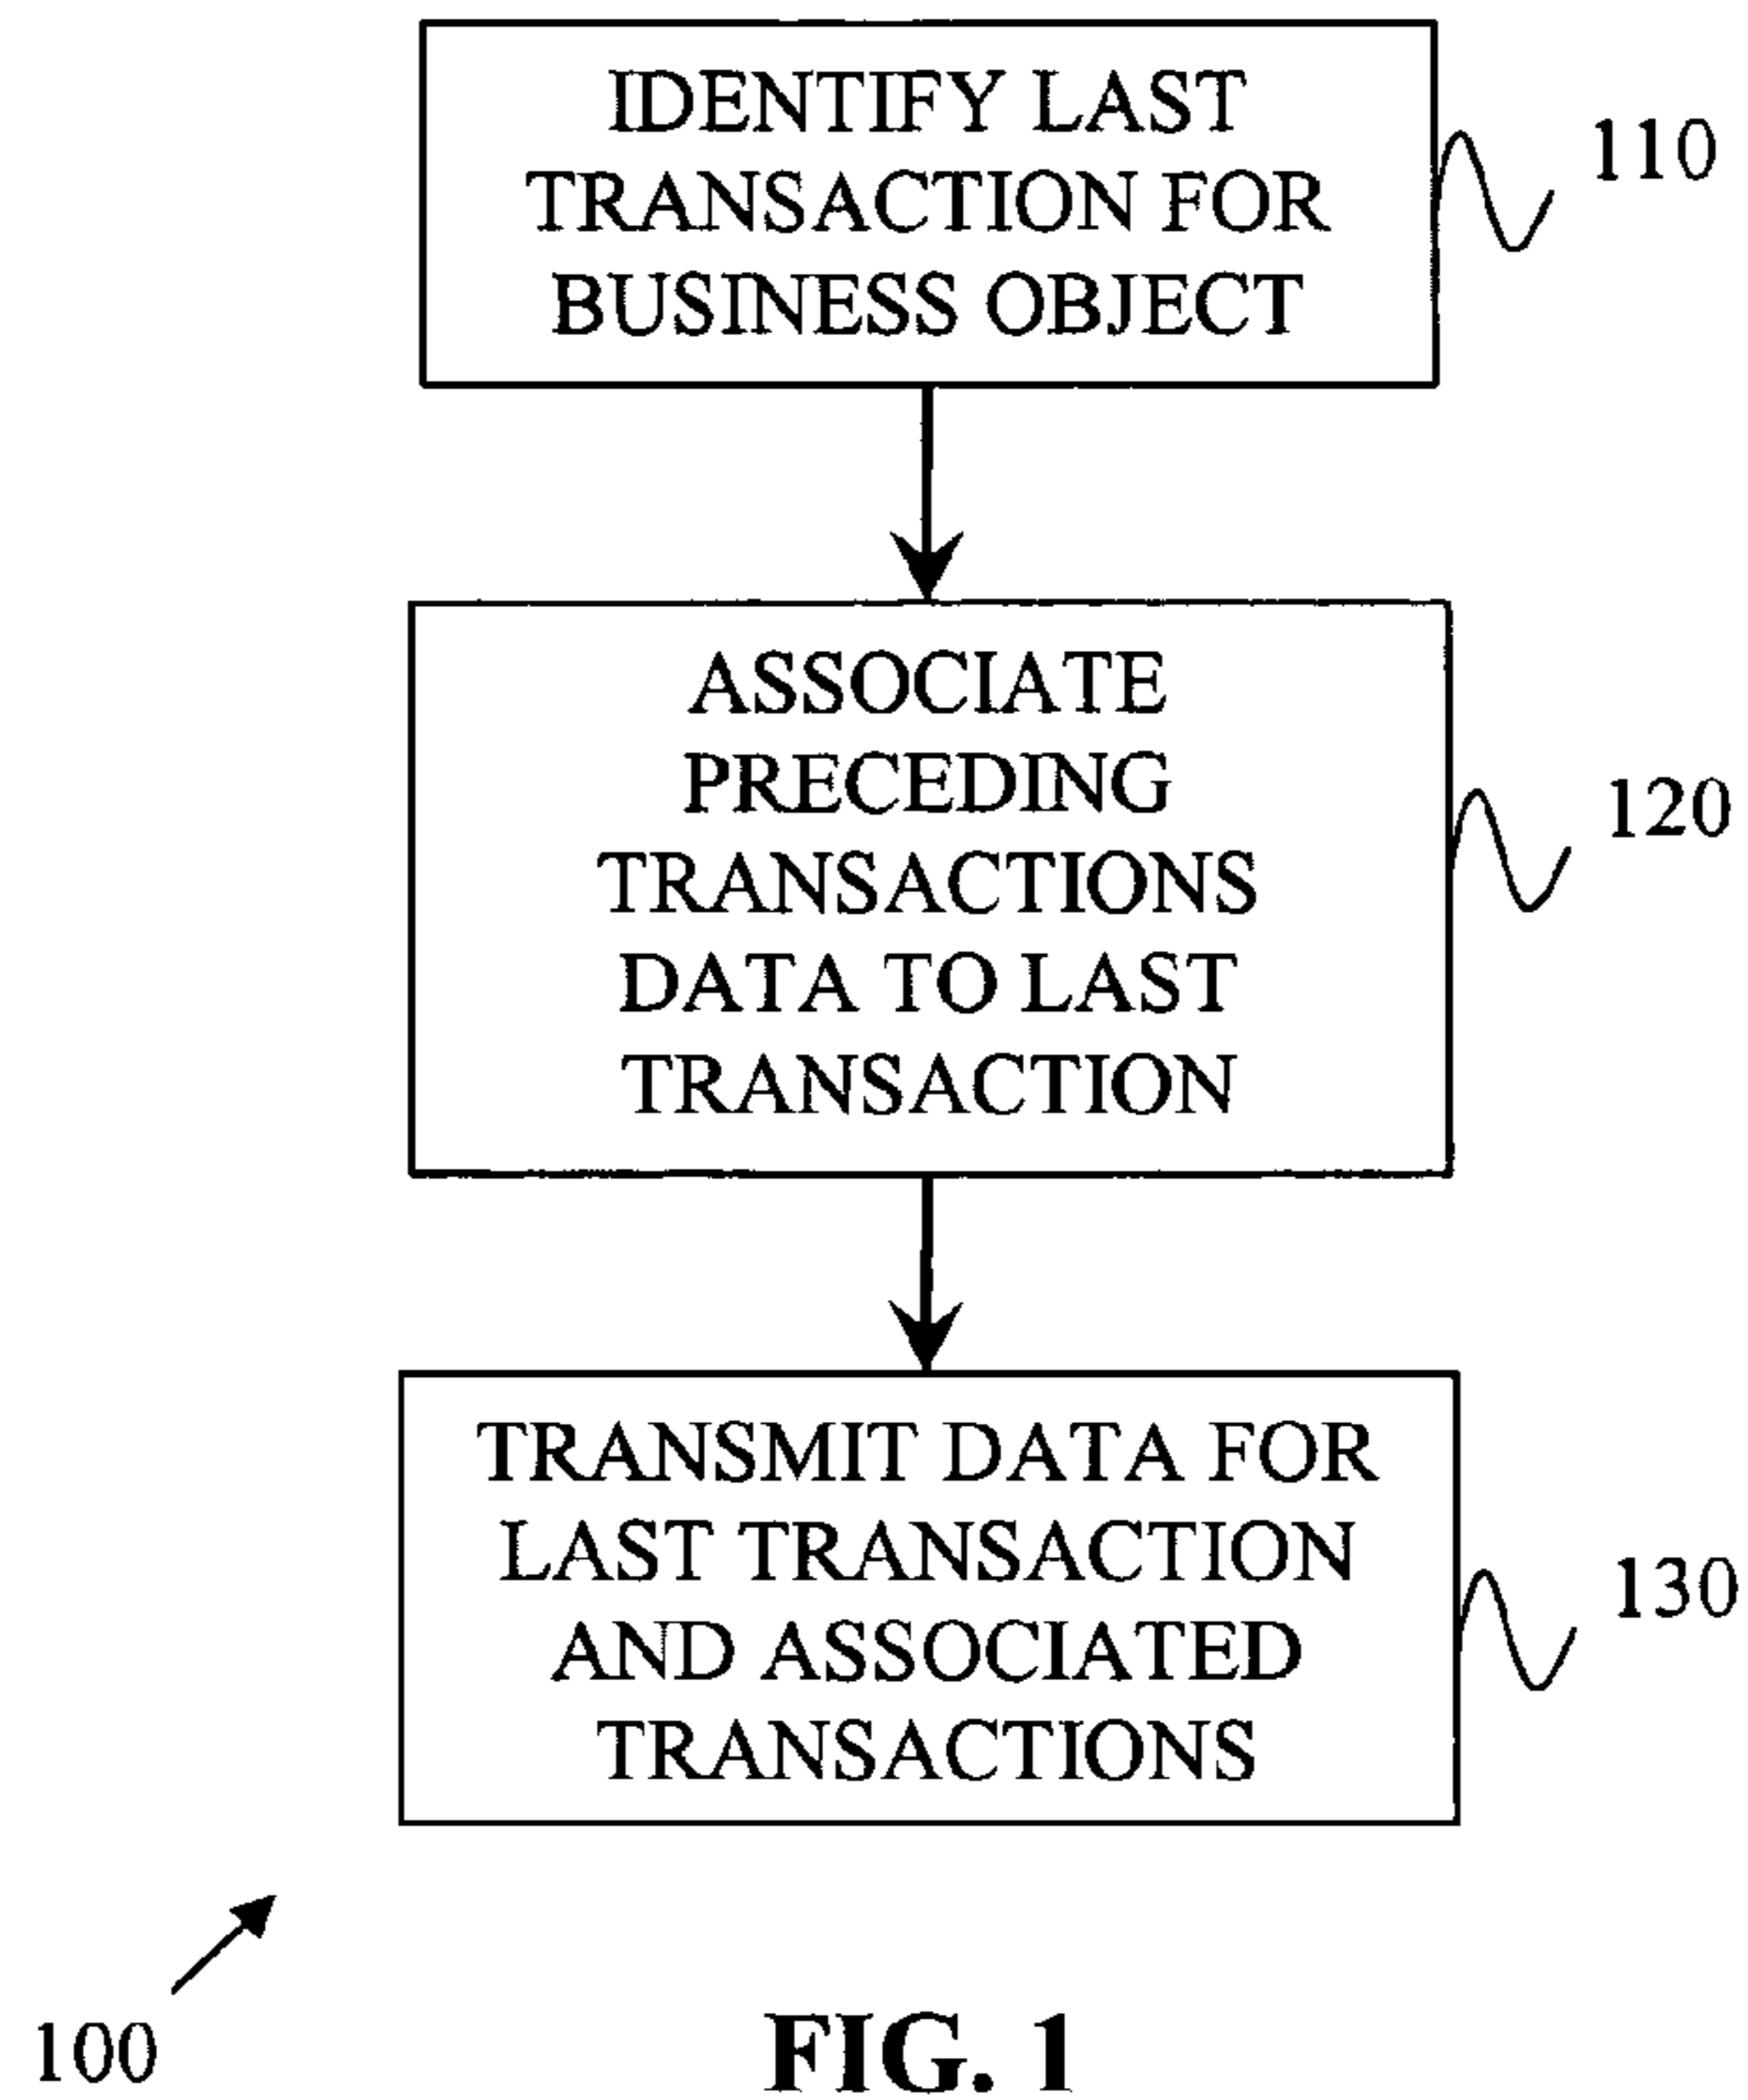 IDENTIFY LAST
TRANSACTION FOR
BUSINESS OBJECT
110
ASSOCIATE
PRECEDING
TRANSACTIONS
DATA TO LAST
TRANSACTION
120
TRANSMIT DATA FOR
LAST TRANSACTION
AND ASSOCIATED
TRANSACTIONS
130
100
FIG. 1